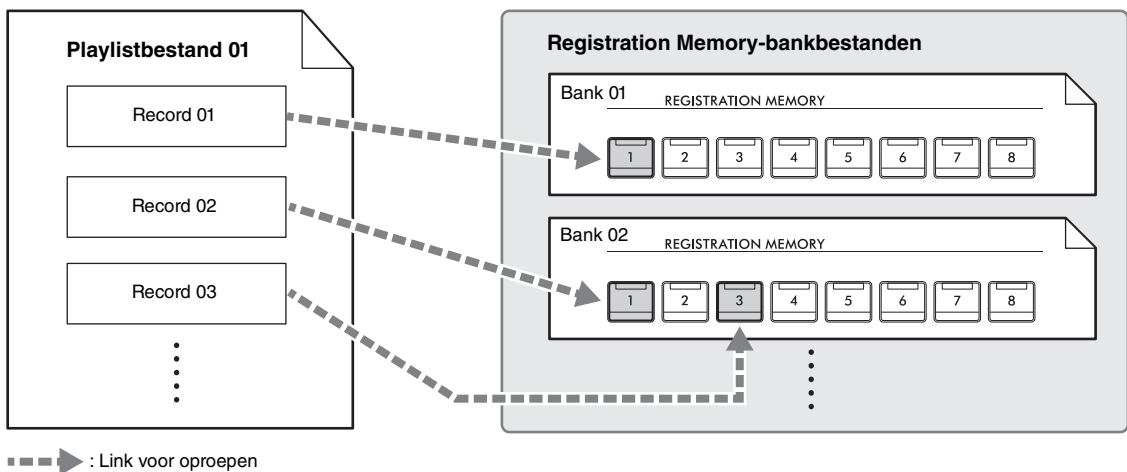 Playlistbestand 01
Record 01
Record 02
Record 03
Registration Memory-bankbestanden
Bank 01
REGISTRATION MEMORY
1 2 3 4 5 6 7 8
Bank 02
REGISTRATION MEMORY
1 2 3 4 5 6 7 8
: Link voor oproepen